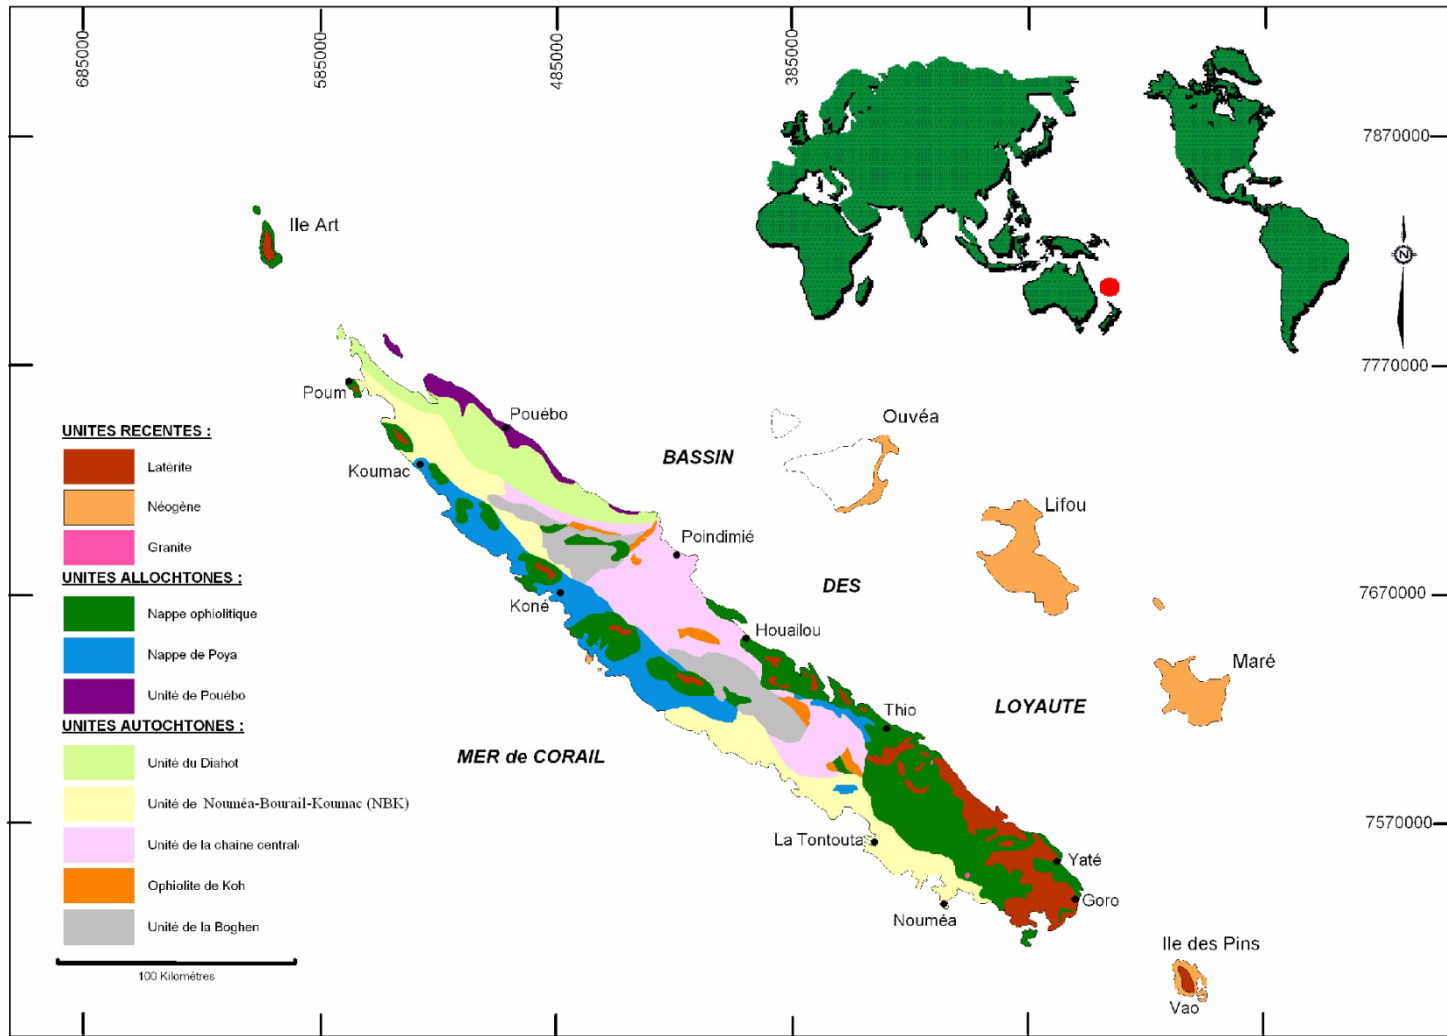 685000
585000
485000
385000
7870000
N
Ile Art
7770000
Poum
Pouébo
Ouvéa
UNITES RECENTES :
BASSIN
Latérite
Koumac
Lifou
Néogène
Granite
Poindimié
UNITES ALLOCHTONES :
DES
7670000
Nappe ophiolitique
Koné
Houaïlou
Nappe de Poya
Maré
Unité de Pouébo
LOYAUTE
Thio
UNITES AUTOCHTONES :
MER de CORAIL
Unité du Diahot
Unité de Nouméa-Bourail-Koumac (NBK)
7570000
La Tontouta
Unité de la chaine centrale
Yaté
Ophiolite de Koh
Goro
Nouméa
Unité de la Boghen
Ile des Pins
100 Kilomètres
Vao